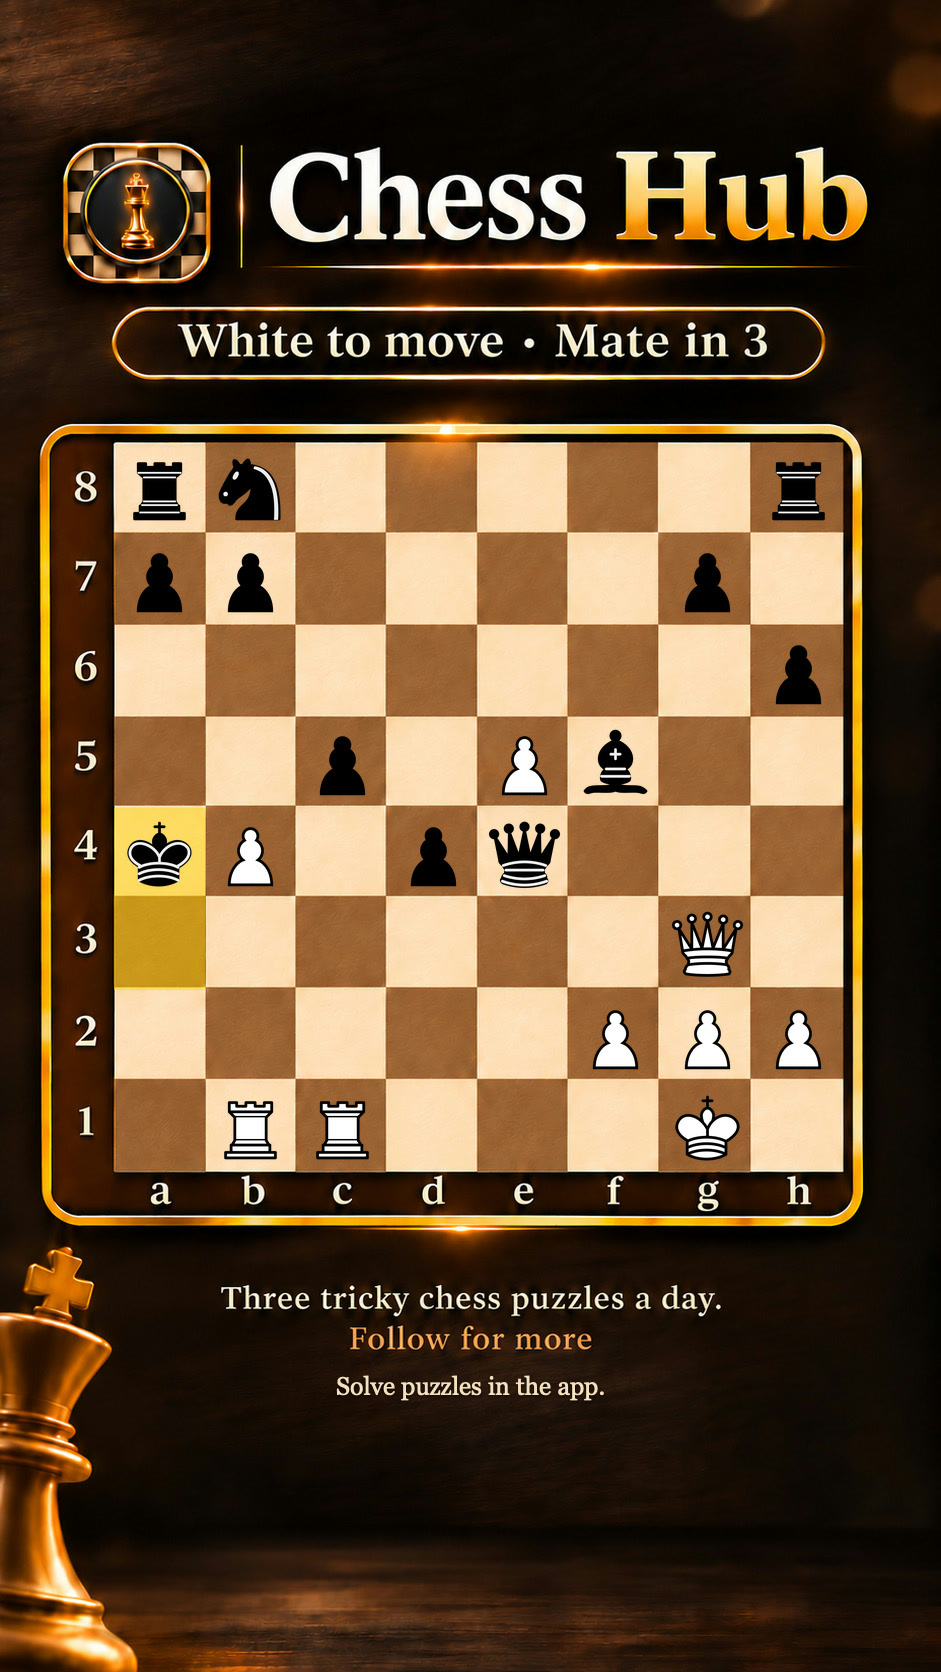 Chess Hub
White to move • Mate in 3
8
7
6
5
4
3
2
1
a b c d e f g h
Three tricky chess puzzles a day.
Follow for more
Solve puzzles in the app.